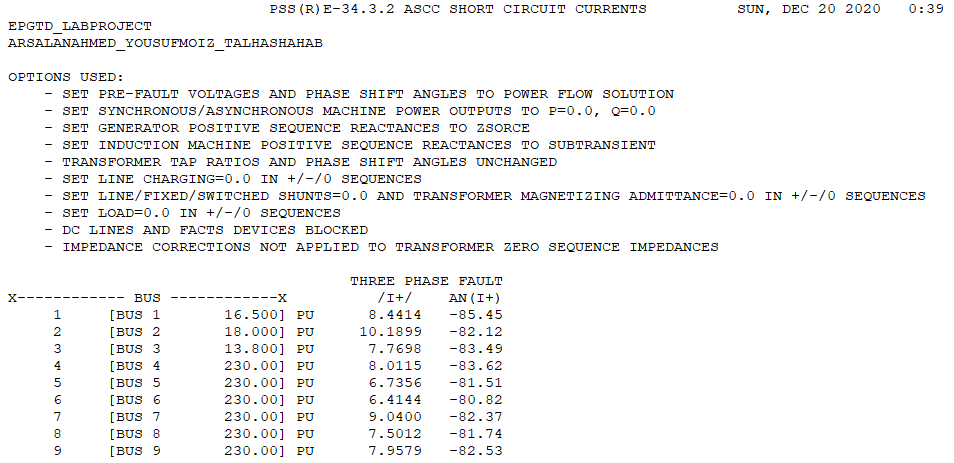 PSS(R)E-34.3.2 ASCC SHORT CIRCUIT CURRENTS          SUN, DEC 20 2020   0:39
EPGTD_LABPROJECT
ARSALANAHMED_YOUSUFMOIZ_TALHASHAHAB
OPTIONS USED:
    - SET PRE-FAULT VOLTAGES AND PHASE SHIFT ANGLES TO POWER FLOW SOLUTION
    - SET SYNCHRONOUS/ASYNCHRONOUS MACHINE POWER OUTPUTS TO P=0.0, Q=0.0
    - SET GENERATOR POSITIVE SEQUENCE REACTANCES TO ZSORCE
    - SET INDUCTION MACHINE POSITIVE SEQUENCE REACTANCES TO SUBTRANSIENT
    - TRANSFORMER TAP RATIOS AND PHASE SHIFT ANGLES UNCHANGED
    - SET LINE CHARGING=0.0 IN +/-/0 SEQUENCES
    - SET LINE/FIXED/SWITCHED SHUNTS=0.0 AND TRANSFORMER MAGNETIZING ADMITTANCE=0.0 IN +/-/0 SEQUENCES
    - SET LOAD=0.0 IN +/-/0 SEQUENCES
    - DC LINES AND FACTS DEVICES BLOCKED
    - IMPEDANCE CORRECTIONS NOT APPLIED TO TRANSFORMER ZERO SEQUENCE IMPEDANCES
                                      THREE PHASE FAULT
X------------ BUS ------------X          /I+/    AN(I+)
     1     [BUS 1       16.500] PU      8.4414   -85.45
     2     [BUS 2       18.000] PU     10.1899   -82.12
     3     [BUS 3       13.800] PU      7.7698   -83.49
     4     [BUS 4       230.00] PU      8.0115   -83.62
     5     [BUS 5       230.00] PU      6.7356   -81.51
     6     [BUS 6       230.00] PU      6.4144   -80.82
     7     [BUS 7       230.00] PU      9.0400   -82.37
     8     [BUS 8       230.00] PU      7.5012   -81.74
     9     [BUS 9       230.00] PU      7.9579   -82.53